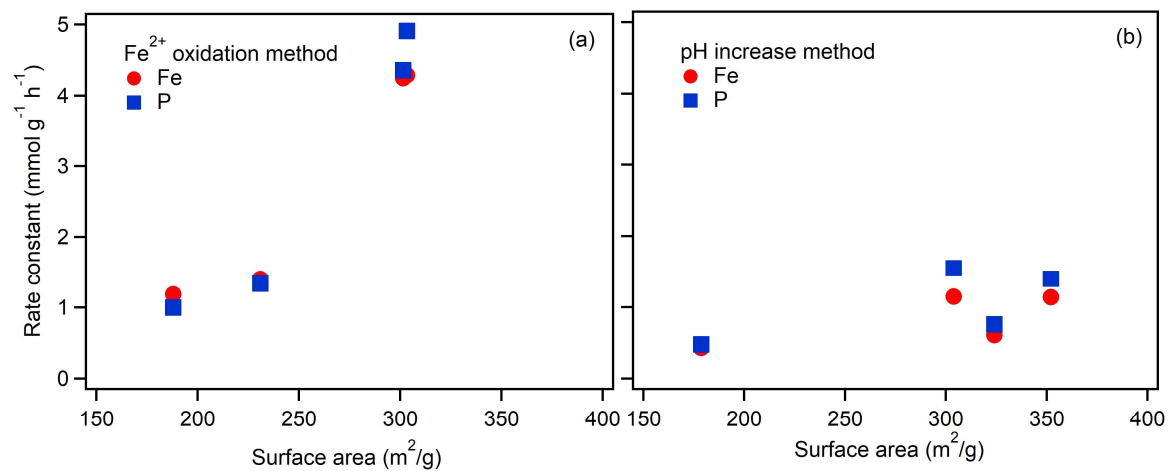 Rate constant (mmol g⁻¹ h⁻¹)
5
4
3
2
1
0
Fe²⁺ oxidation method
Fe
P
(a)
150 200 250 300 350 400
Surface area (m²/g)
pH increase method
Fe
P
(b)
150 200 250 300 350 400
Surface area (m²/g)